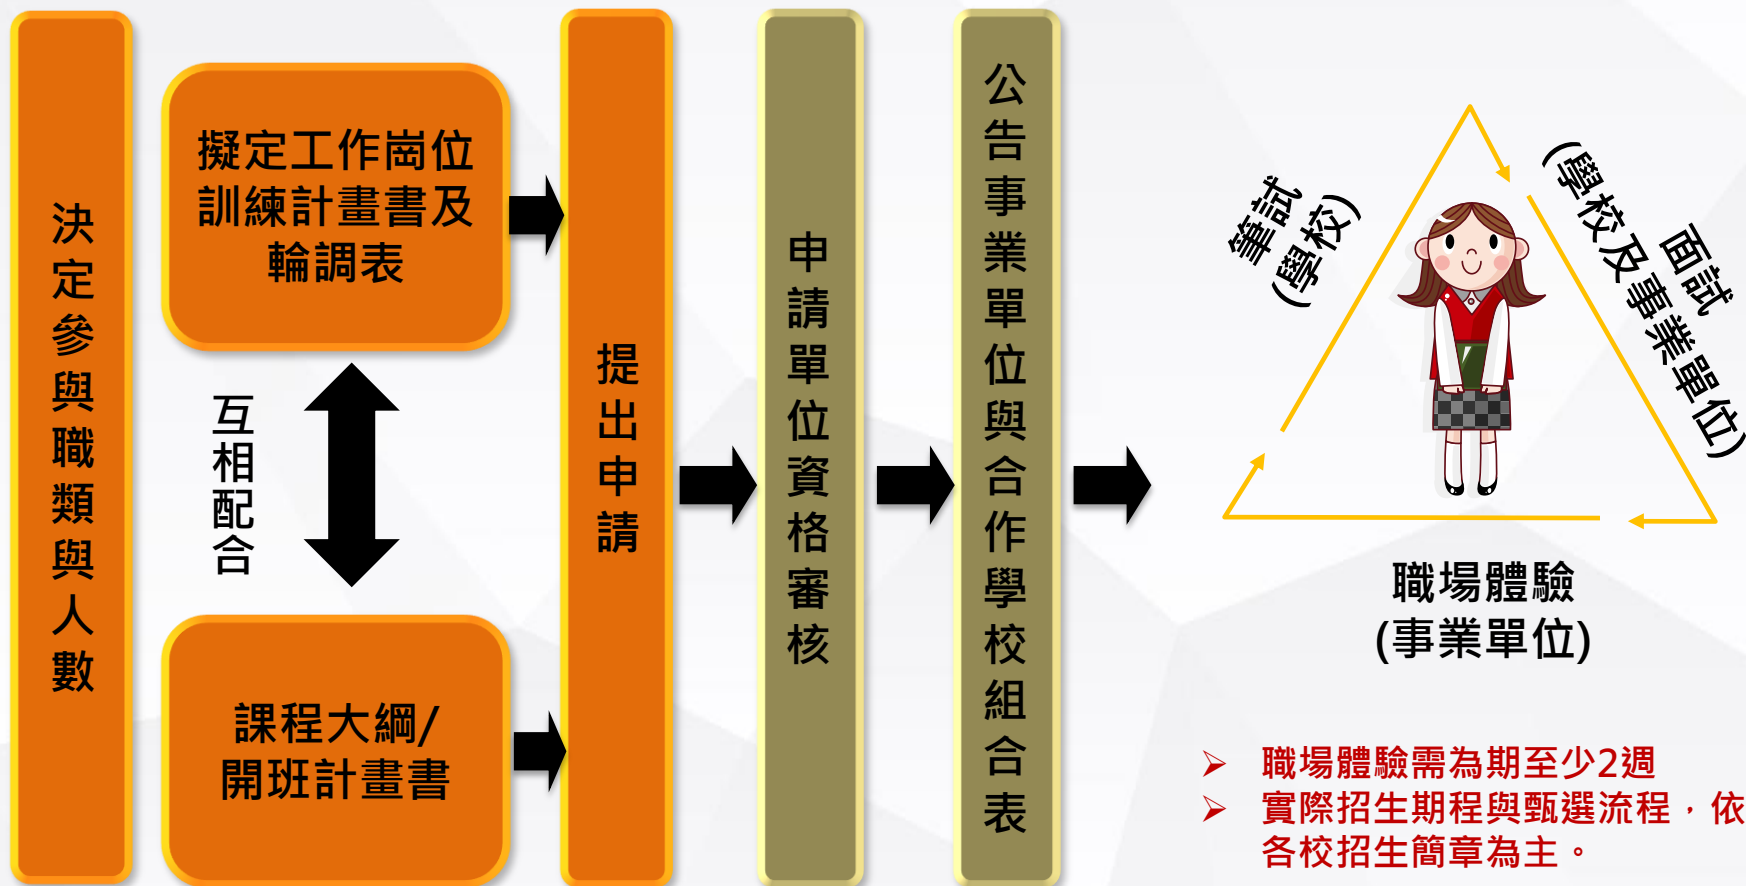 決定參與職類與人數
擬定工作崗位
訓練計畫書及
輪調表
互相配合
課程大綱/
開班計畫書
提出申請
申請單位資格審核
公告事業單位與合作學校組合表
筆試
(學校)
面試
(學校及事業單位)
職場體驗
(事業單位)
➢ 職場體驗需為期至少2週
➢ 實際招生期程與甄選流程，依
各校招生簡章為主。